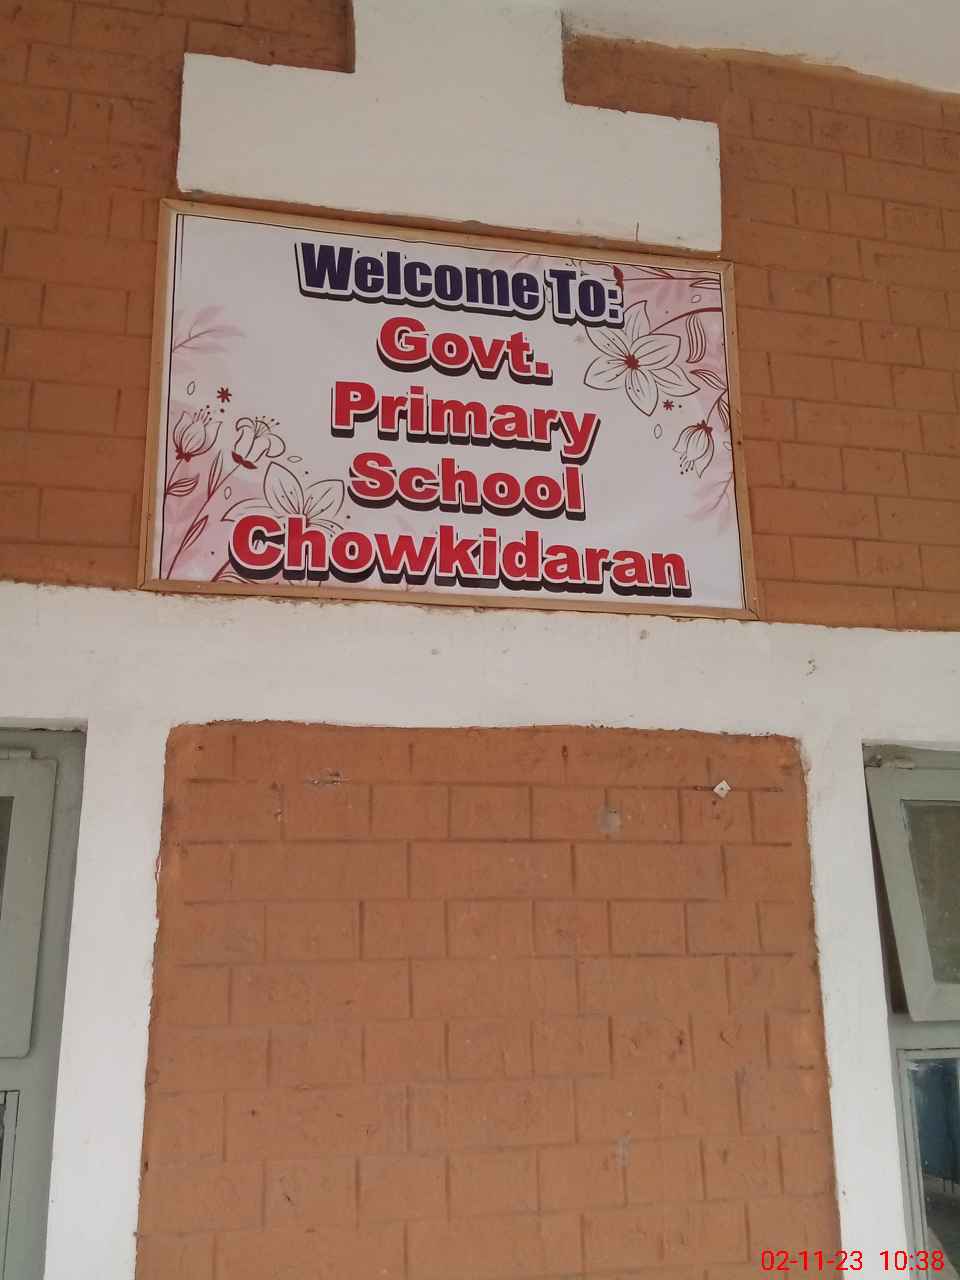 Welcome To:
Govt.
Primary
School
Chowkidaran
02-11-23 10:38